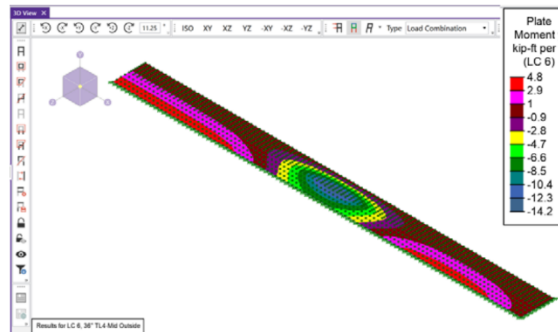 3D View ×
11.25° ISO XY XZ YZ -XY -XZ -YZ Type Load Combination
Plate
Moment
kip-ft per
(LC 6)
4.8
2.9
1
-0.9
-2.8
-4.7
-6.6
-8.5
-10.4
-12.3
-14.2
Results for LC 6, 36" TL4-Mid Outside